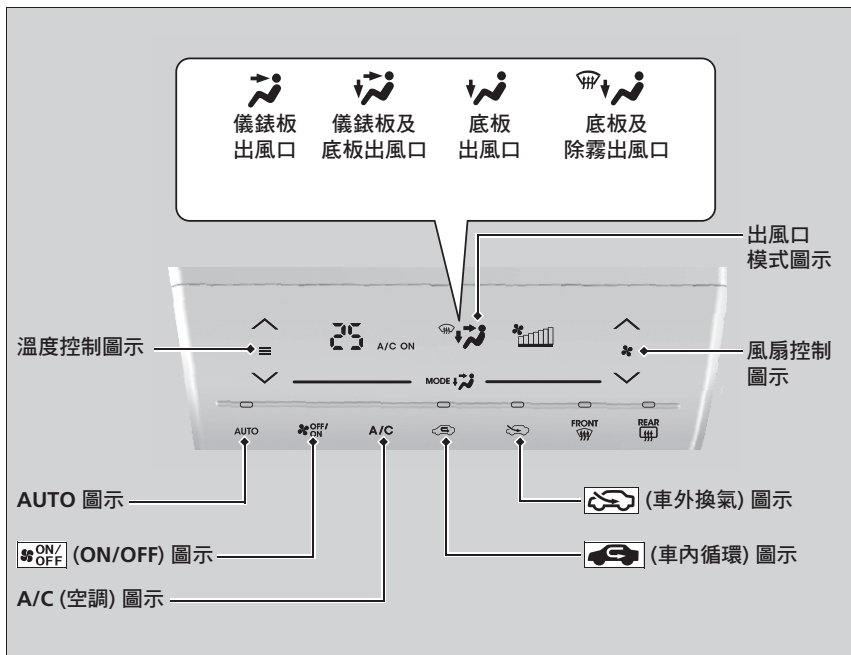 儀錶板
出風口
儀錶板及
底板出風口
底板
出風口
底板及
除霧出風口
出風口
模式圖示
溫度控制圖示
25
A/C ON
風扇控制
圖示
MODE
AUTO
OFF/
ON
A/C
FRONT
REAR
AUTO 圖示
ON/
OFF (ON/OFF) 圖示
A/C (空調) 圖示
(車外換氣) 圖示
(車內循環) 圖示